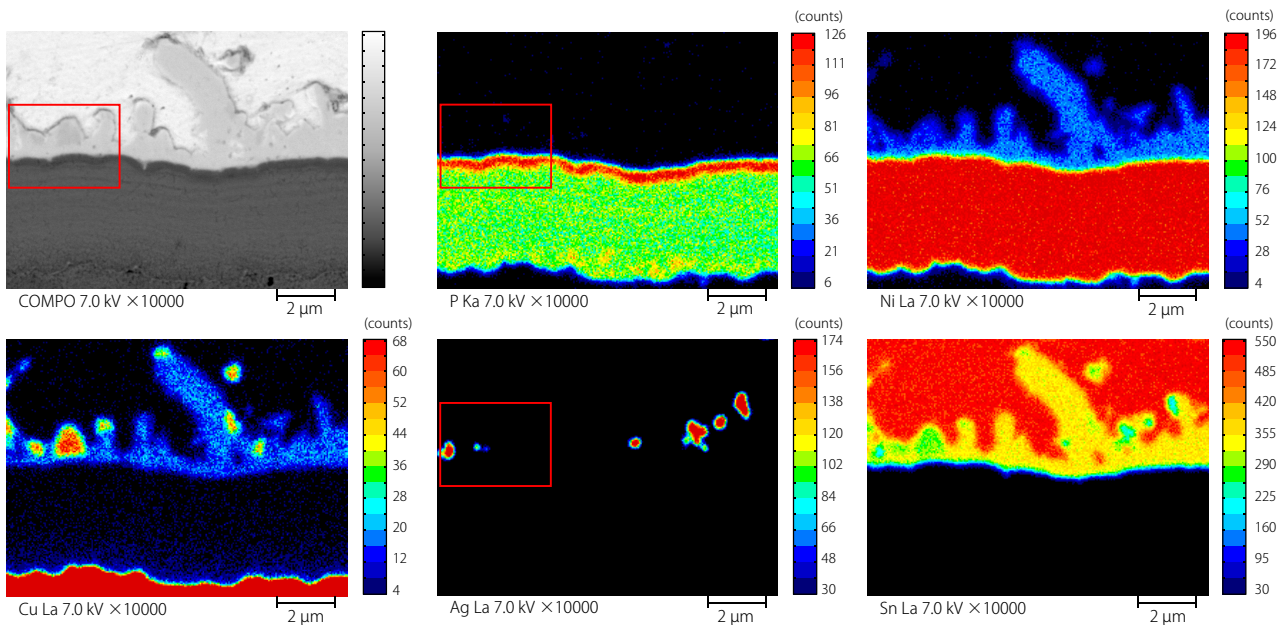 (counts)
126
111
96
81
66
51
36
21
6
(counts)
196
172
148
124
100
76
52
28
4
COMPO 7.0 kV ×10000
2 μm
P Ka 7.0 kV ×10000
2 μm
Ni La 7.0 kV ×10000
2 μm
(counts)
68
60
52
44
36
28
20
12
4
(counts)
174
156
138
120
102
84
66
48
30
(counts)
550
485
420
355
290
225
160
95
30
Cu La 7.0 kV ×10000
2 μm
Ag La 7.0 kV ×10000
2 μm
Sn La 7.0 kV ×10000
2 μm